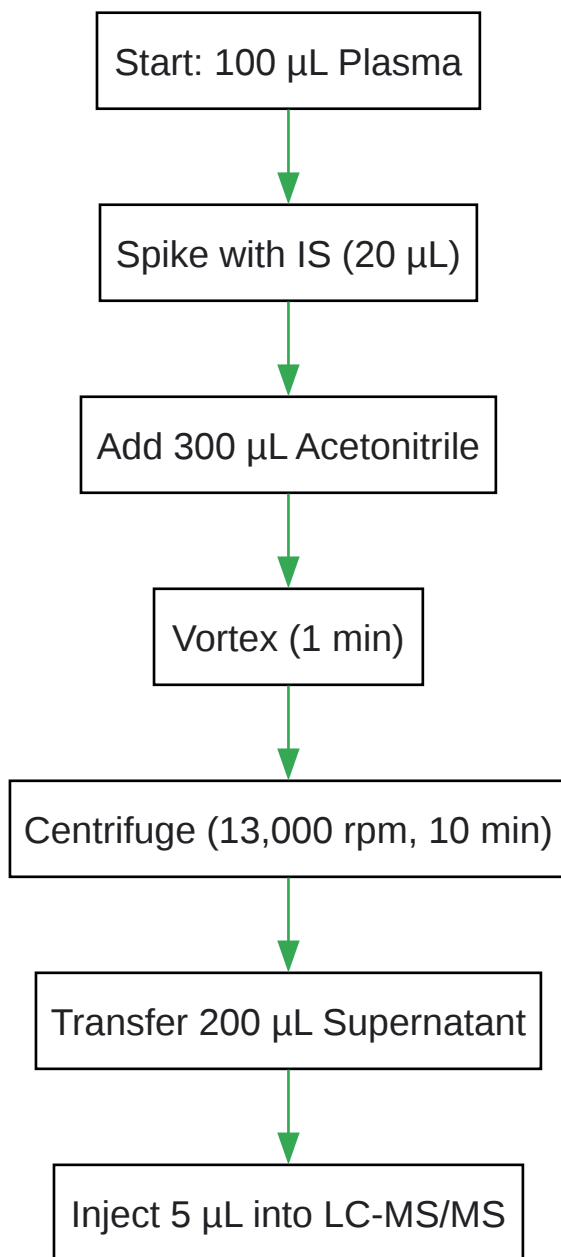 Start: 100 µL Plasma
Spike with IS (20 µL)
Add 300 µL Acetonitrile
Vortex (1 min)
Centrifuge (13,000 rpm, 10 min)
Transfer 200 µL Supernatant
Inject 5 µL into LC-MS/MS